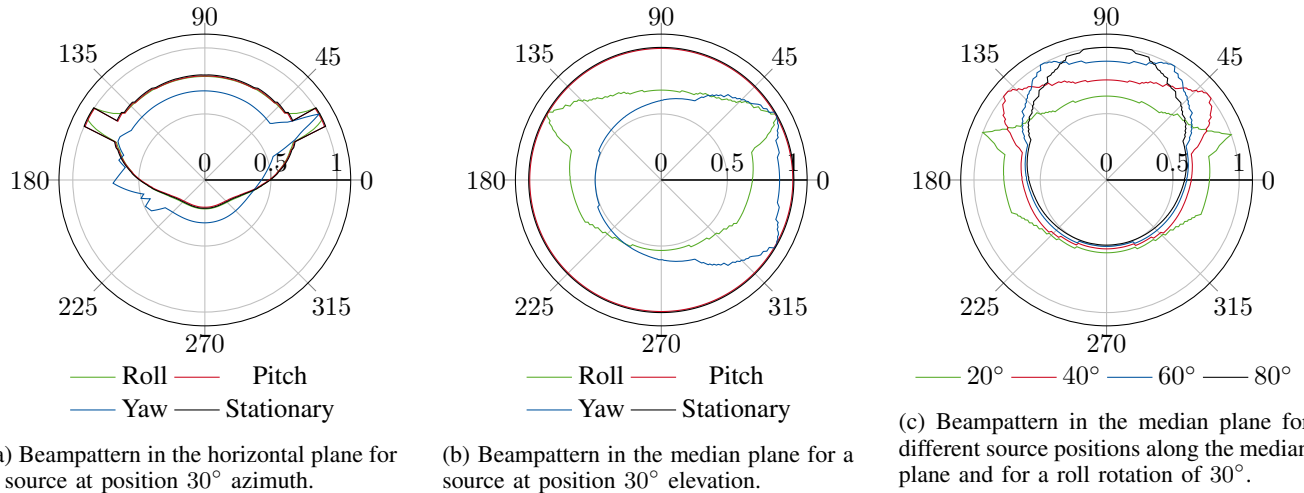 90
135
45
180
0
0.5
1
0
225
315
270
Roll
Pitch
Yaw
Stationary
a) Beampattern in the horizontal plane for
source at position 30° azimuth.
90
135
45
180
0
0.5
1
0
225
315
270
Roll
Pitch
Yaw
Stationary
(b) Beampattern in the median plane for a
source at position 30° elevation.
90
135
45
180
0
0.5
1
0
225
315
270
20°
40°
60°
80°
(c) Beampattern in the median plane for
different source positions along the median
plane and for a roll rotation of 30°.